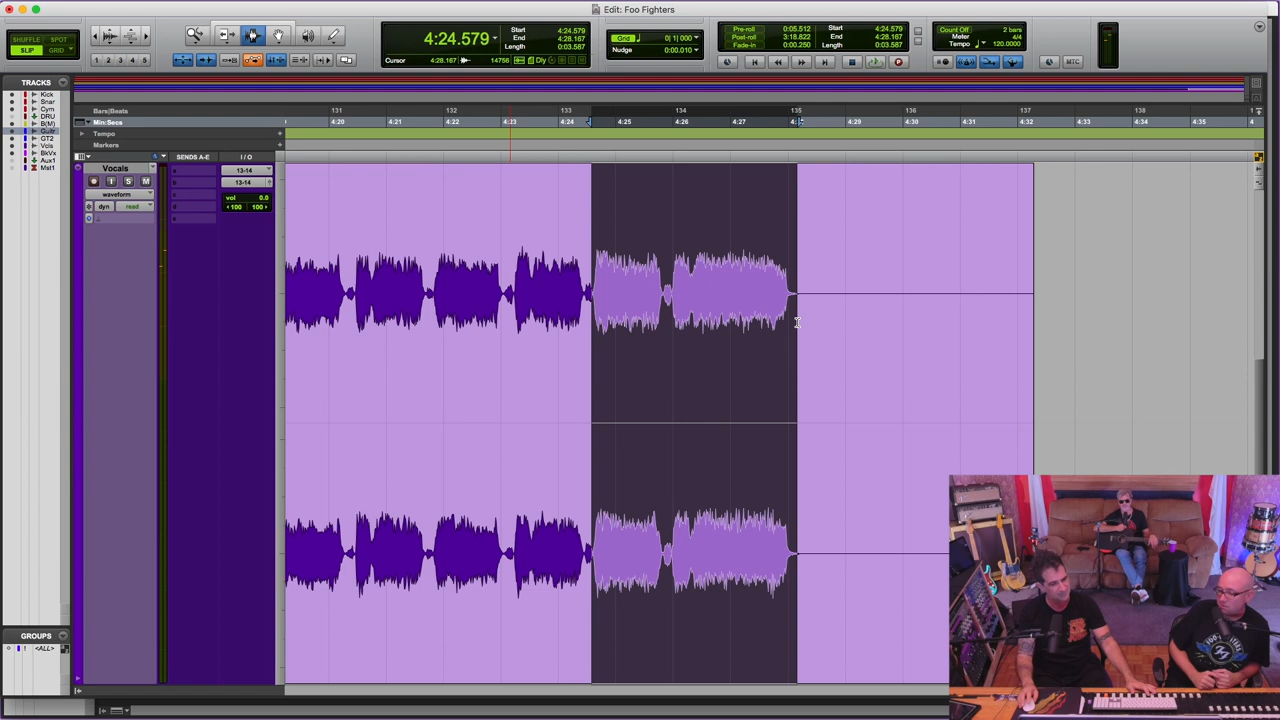 Edit: Foo Fighters
SHUFFLE SPOT
SLIP GRID
4:24.579
Start 4:24.579
End 4:28.167
Length 0:03.587
Cursor 4:28.167 14756 Dly
Grid 0| 1| 000
Nudge 0:00.010
Pre-roll 0:05.512
Post-roll 3:18.822
Fade-in 0:00.250
Start 4:24.579
End 4:28.167
Length 0:03.587
Count Off 2 bars
Meter 4/4
Tempo 120.0000
MTC
TRACKS
Kick
Snar
Cym
DRU
B(M)
Guitr
GT2
Vcls
BkVx
Aux1
Mst1
Bars|Beats 131 132 133 134 135 136 137
Min:Secs 4:20 4:21 4:22 4:23 4:24 4:25 4:26 4:27 4:29 4:30 4:31 4:32 4:34 4:35
138
Tempo
Markers
SENDS A-E I / O
Vocals
I S M
waveform
dyn read
a
b
c
d
e
13-14
13-14
vol 0.0
100 100
GROUPS
1 <ALL>